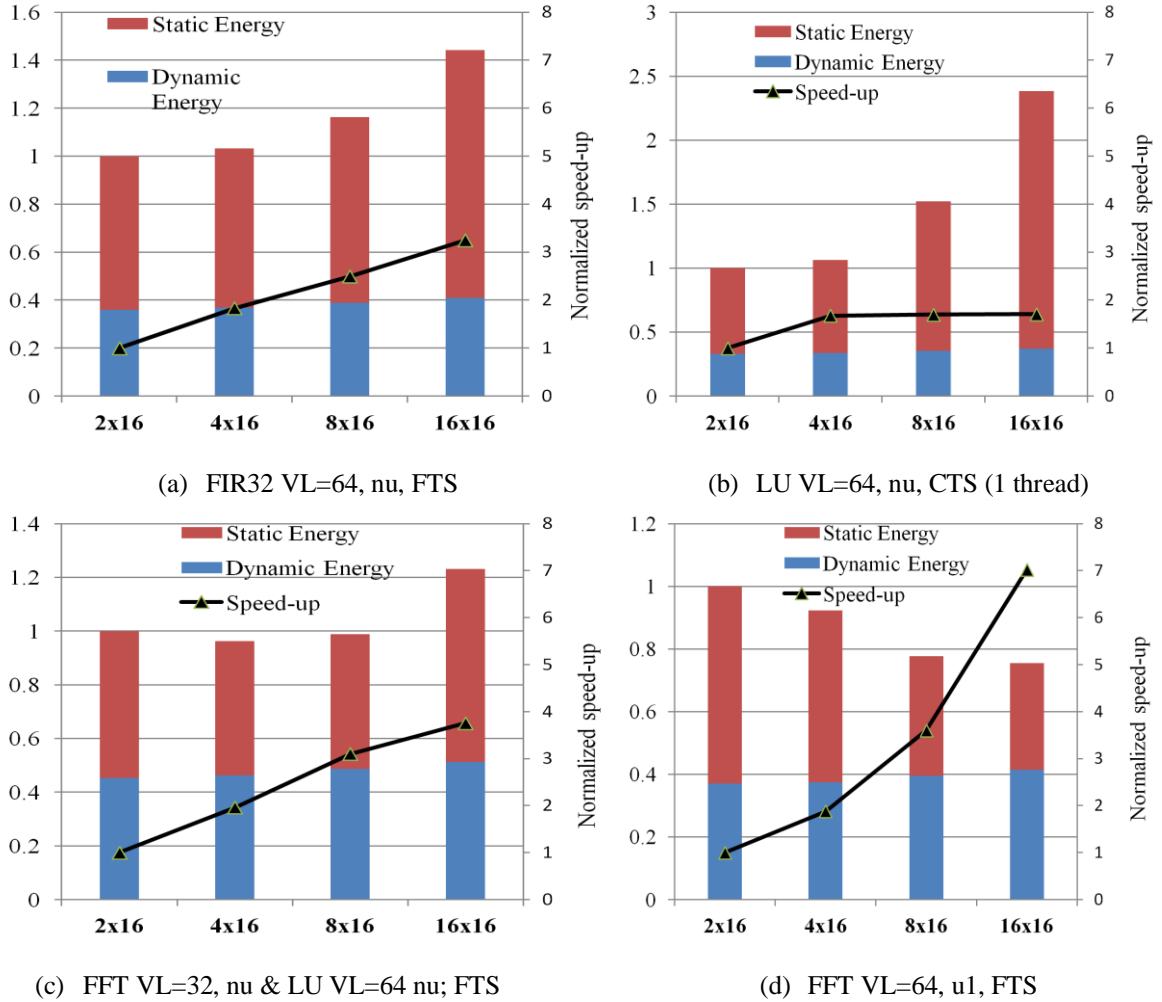 1.6
1.4
1.2
1
0.8
0.6
0.4
0.2
0
Static Energy
Dynamic
Energy
8
7
6
5
4
3
2
1
0
Normalized speed-up
2x16 4x16 8x16 16x16
(a) FIR32 VL=64, nu, FTS
3
2.5
2
1.5
1
0.5
0
Static Energy
Dynamic Energy
Speed-up
8
7
6
5
4
3
2
1
0
Normalized speed-up
2x16 4x16 8x16 16x16
(b) LU VL=64, nu, CTS (1 thread)
1.4
1.2
1
0.8
0.6
0.4
0.2
0
Static Energy
Dynamic Energy
Speed-up
8
7
6
5
4
3
2
1
0
Normalized speed-up
2x16 4x16 8x16 16x16
(c) FFT VL=32, nu & LU VL=64 nu; FTS
1.2
1
0.8
0.6
0.4
0.2
0
Static Energy
Dynamic Energy
Speed-up
8
7
6
5
4
3
2
1
0
Normalized speed-up
2x16 4x16 8x16 16x16
(d) FFT VL=64, u1, FTS